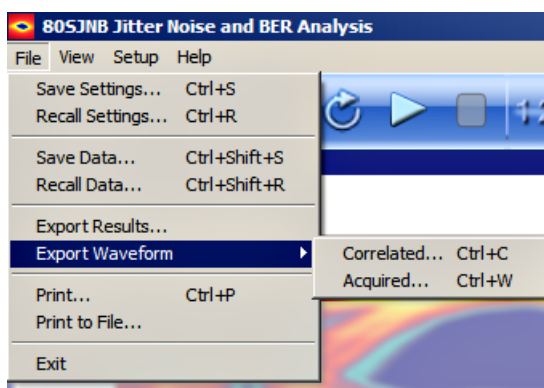 80SJNB Jitter Noise and BER Analysis
File View Setup Help
Save Settings... Ctrl+S
Recall Settings... Ctrl+R
Save Data... Ctrl+Shift+S
Recall Data... Ctrl+Shift+R
Export Results...
Export Waveform
Correlated... Ctrl+C
Acquired... Ctrl+W
Print... Ctrl+P
Print to File...
Exit